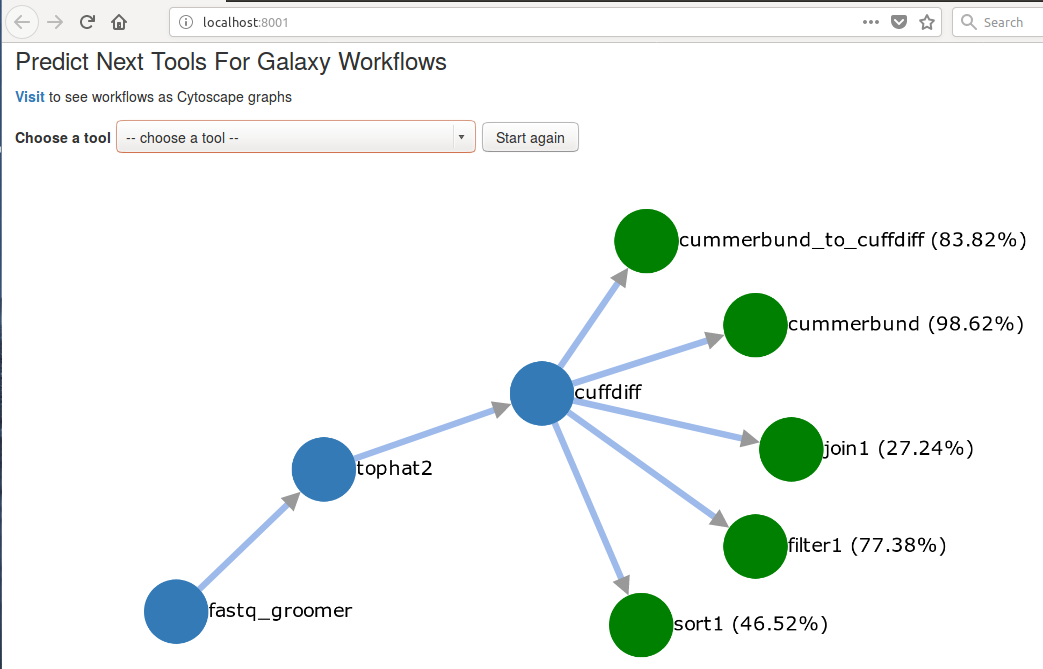 localhost:8001
Search
Predict Next Tools For Galaxy Workflows
Visit to see workflows as Cytoscape graphs
Choose a tool -- choose a tool -- Start again
cummerbund_to_cuffdiff (83.82%)
cummerbund (98.62%)
cuffdiff
join1 (27.24%)
tophat2
filter1 (77.38%)
fastq_groomer
sort1 (46.52%)